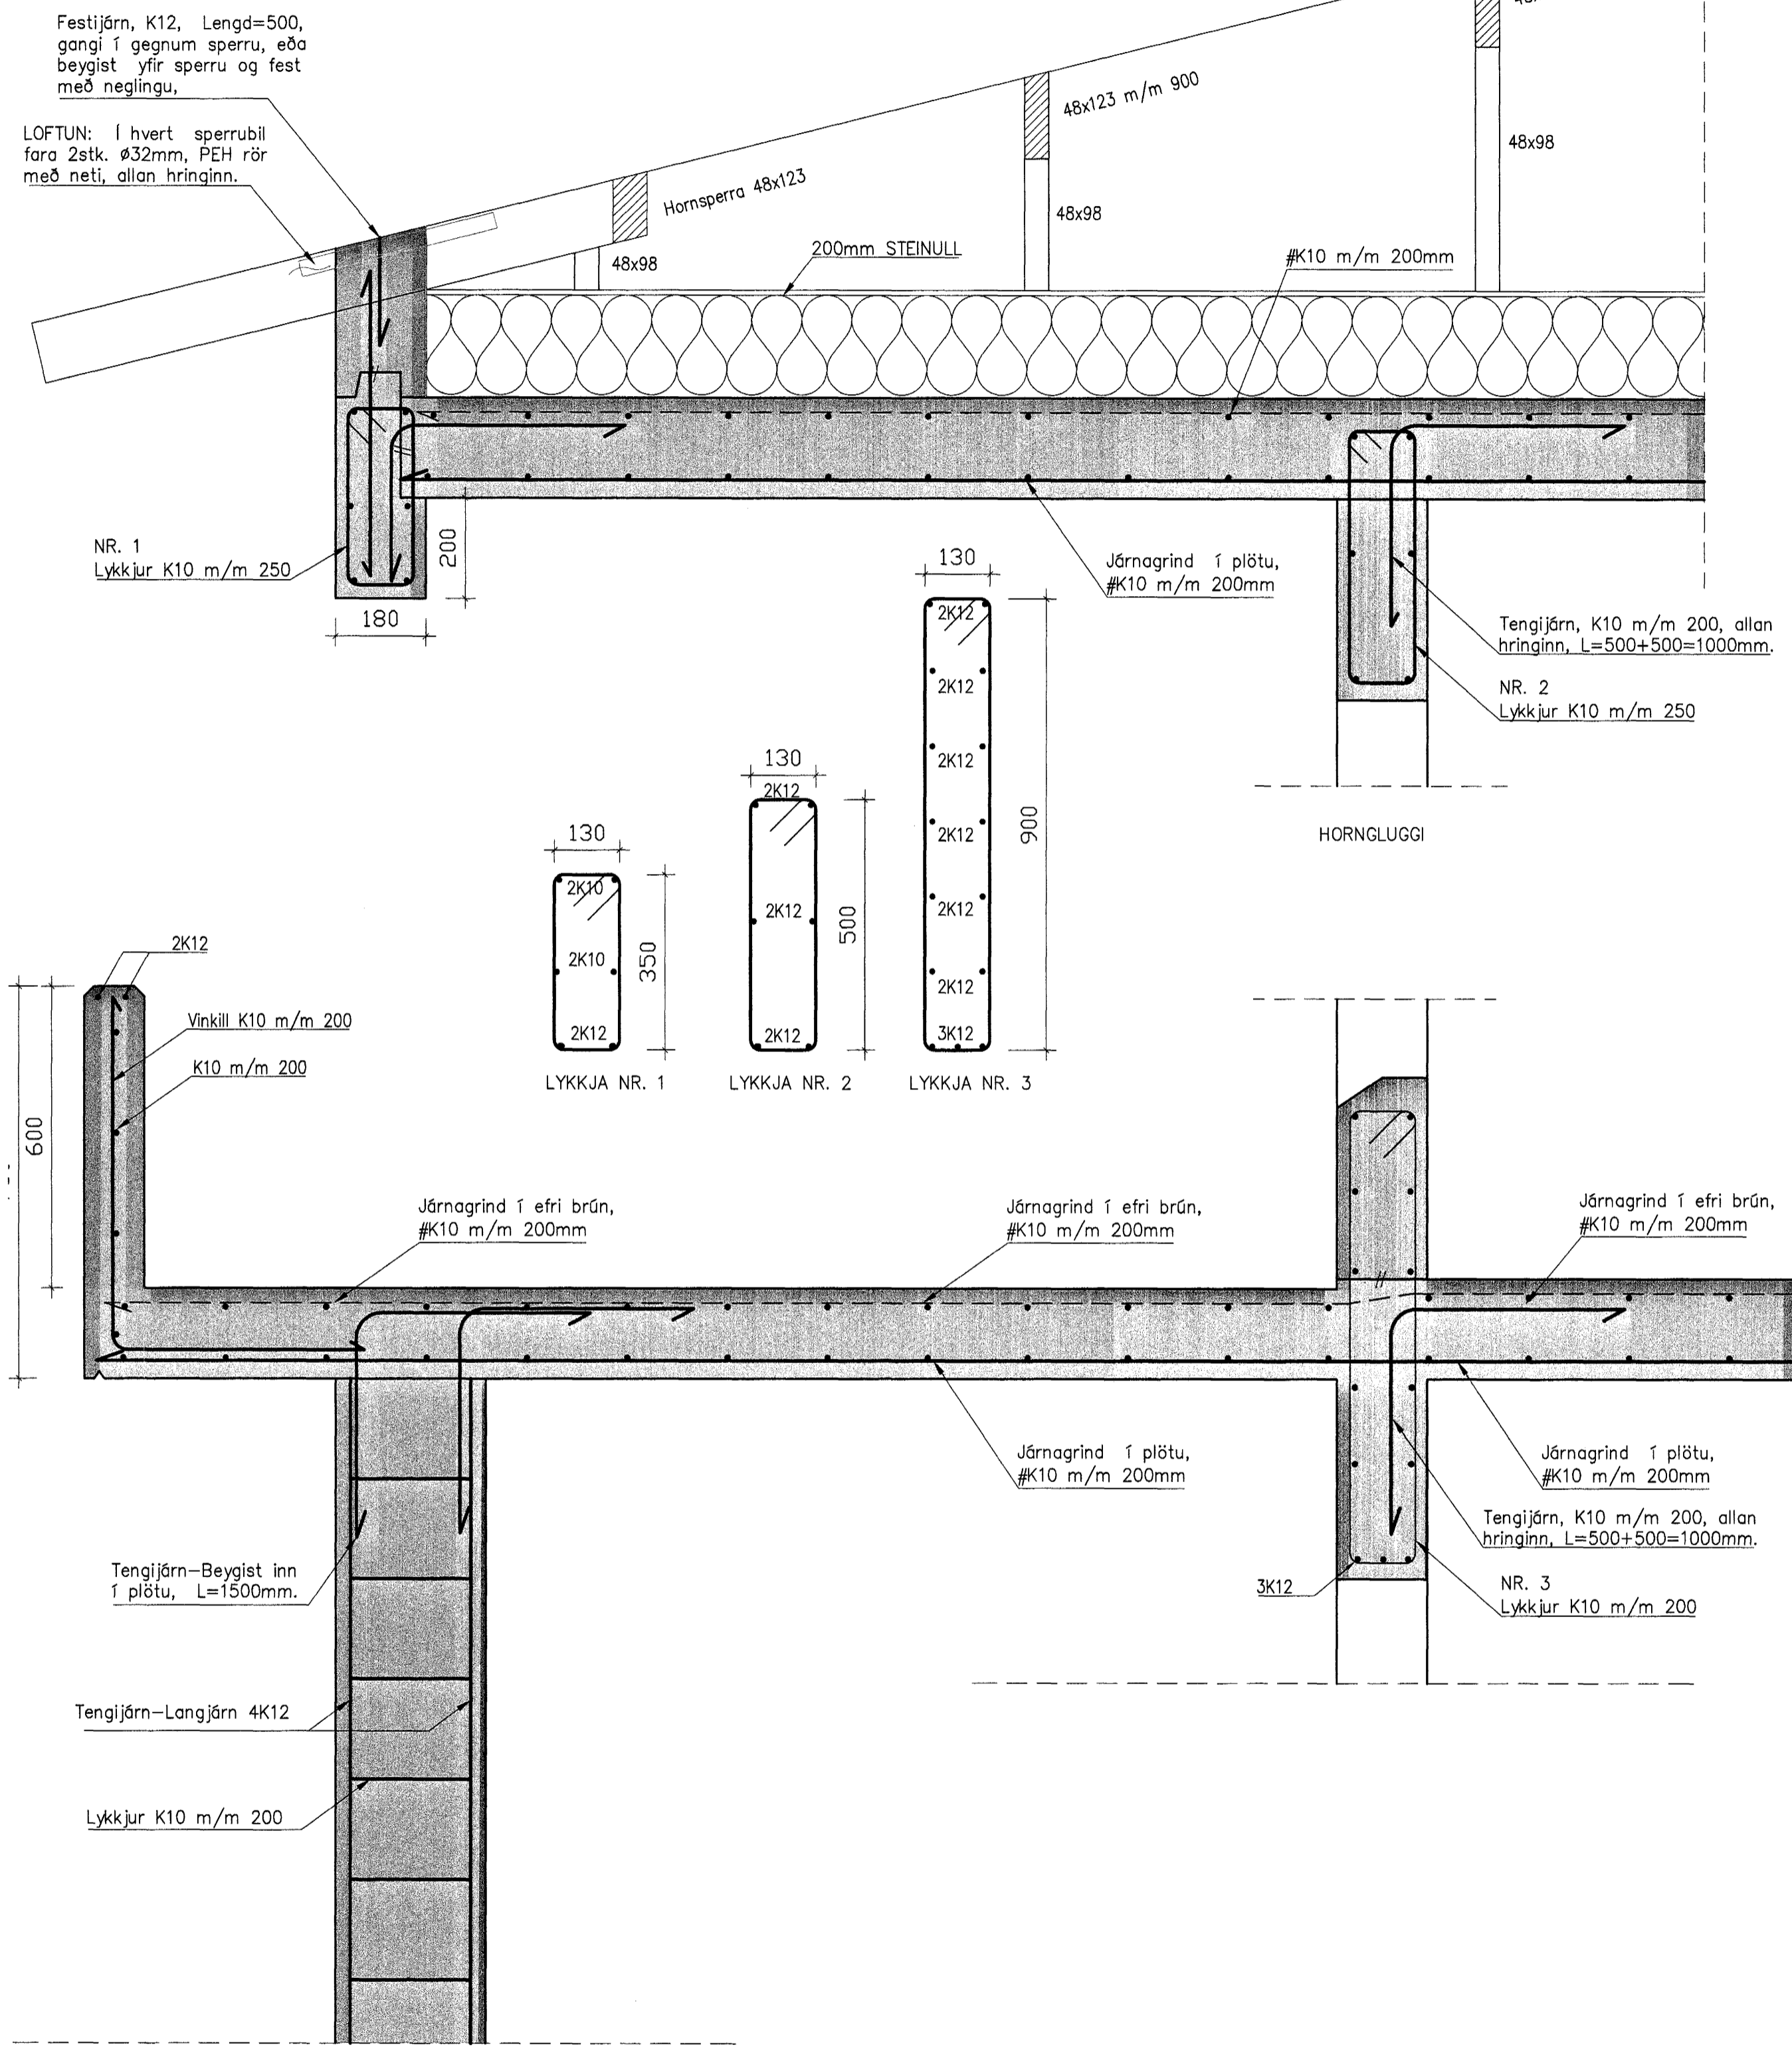 Festijárn, K12, Lengd=500,
gangi í gegnum sperru, eða
beygist yfir sperru og fest
með neglingu,
LOFTUN: Í hvert sperrubil
fara 2stk. ø32mm, PEH rör
með neti, allan hringinn.
48x123 m/m 900
48x98
48x98
Hornsperra 48x123
48x98
200mm STEINULL
#K10 m/m 200mm
NR. 1
Lykkjur K10 m/m 250
200
180
Járnagrind í plötu,
#K10 m/m 200mm
Tengijárn, K10 m/m 200, allan
hringinn, L=500+500=1000mm.
NR. 2
Lykkjur K10 m/m 250
HORNGLUGGI
130
2K10
2K10
2K12
350
LYKKJA NR. 1
130
2K12
2K12
2K12
500
LYKKJA NR. 2
130
2K12
2K12
2K12
2K12
2K12
2K12
3K12
900
LYKKJA NR. 3
2K12
Vinkill K10 m/m 200
K10 m/m 200
600
Járnagrind í efri brún,
#K10 m/m 200mm
Járnagrind í efri brún,
#K10 m/m 200mm
Járnagrind í efri brún,
#K10 m/m 200mm
Járnagrind í plötu,
#K10 m/m 200mm
Járnagrind í plötu,
#K10 m/m 200mm
Tengijárn, K10 m/m 200, allan
hringinn, L=500+500=1000mm.
3K12
NR. 3
Lykkjur K10 m/m 200
Tengijárn-Beygist inn
í plötu, L=1500mm.
Tengijárn-Langjárn 4K12
Lykkjur K10 m/m 200